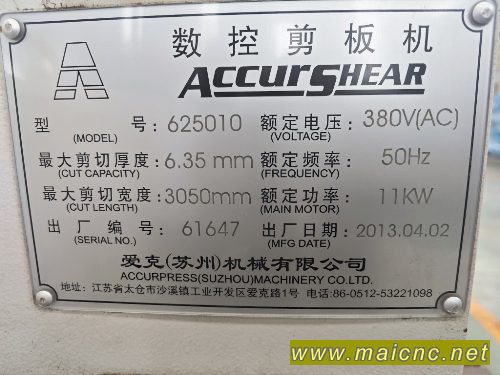 数控剪板机
ACCURSHEAR
型 号: 625010 额定电压: 380V(AC)
(MODEL) (VOLTAGE)
最大剪切厚度: 6.35 mm 额定频率: 50Hz
(CUT CAPACITY) (FREQUENCY)
最大剪切宽度: 3050mm 额定功率: 11KW
(CUT LENGTH) (MAIN MOTOR)
出 厂 编 号: 61647 出厂日期: 2013.04.02
(SERIAL NO.) (MFG DATE)
爱克(苏州)机械有限公司
ACCURPRESS(SUZHOU)MACHINERY CO.LTD.
地址:江苏省太仓市沙溪镇工业开发区爱克路1号 电话:86-0512-53221098
www.maicnc.net